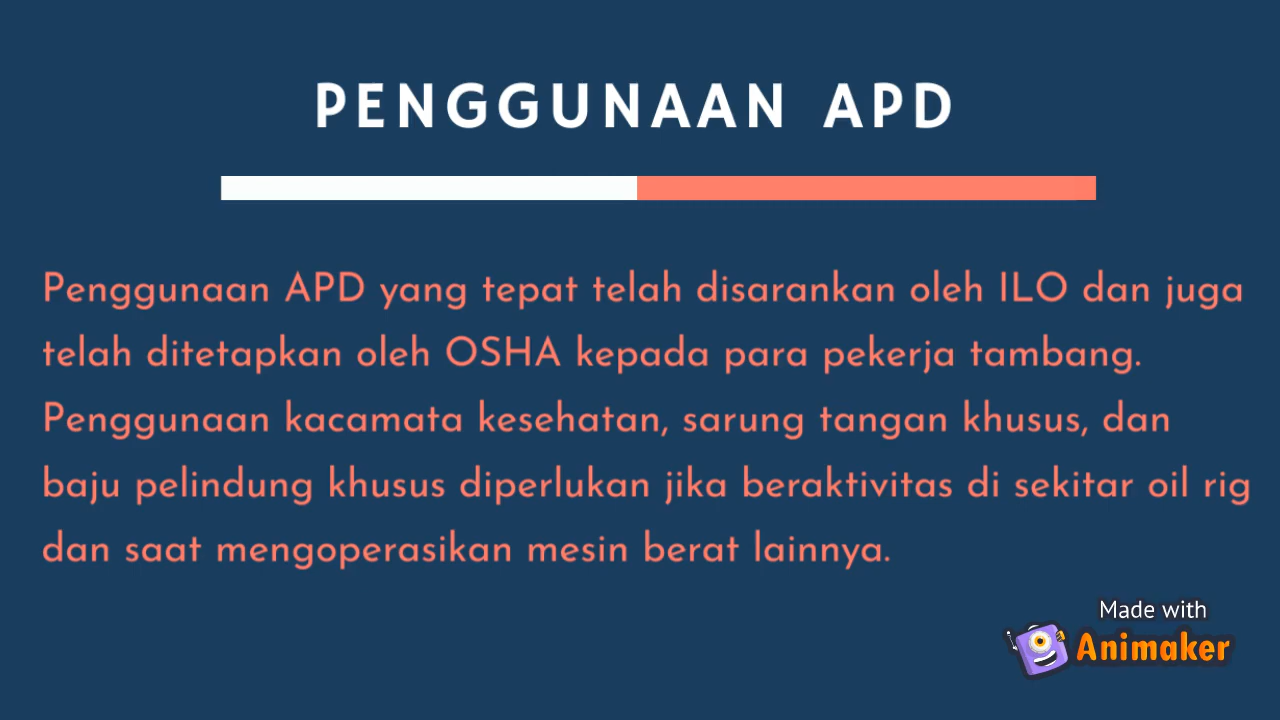 PENGGUNAAN APD
Penggunaan APD yang tepat telah disarankan oleh ILO dan juga
telah ditetapkan oleh OSHA kepada para pekerja tambang.
Penggunaan kacamata kesehatan, sarung tangan khusus, dan
baju pelindung khusus diperlukan jika beraktivitas di sekitar oil rig
dan saat mengoperasikan mesin berat lainnya.
Made with
Animaker